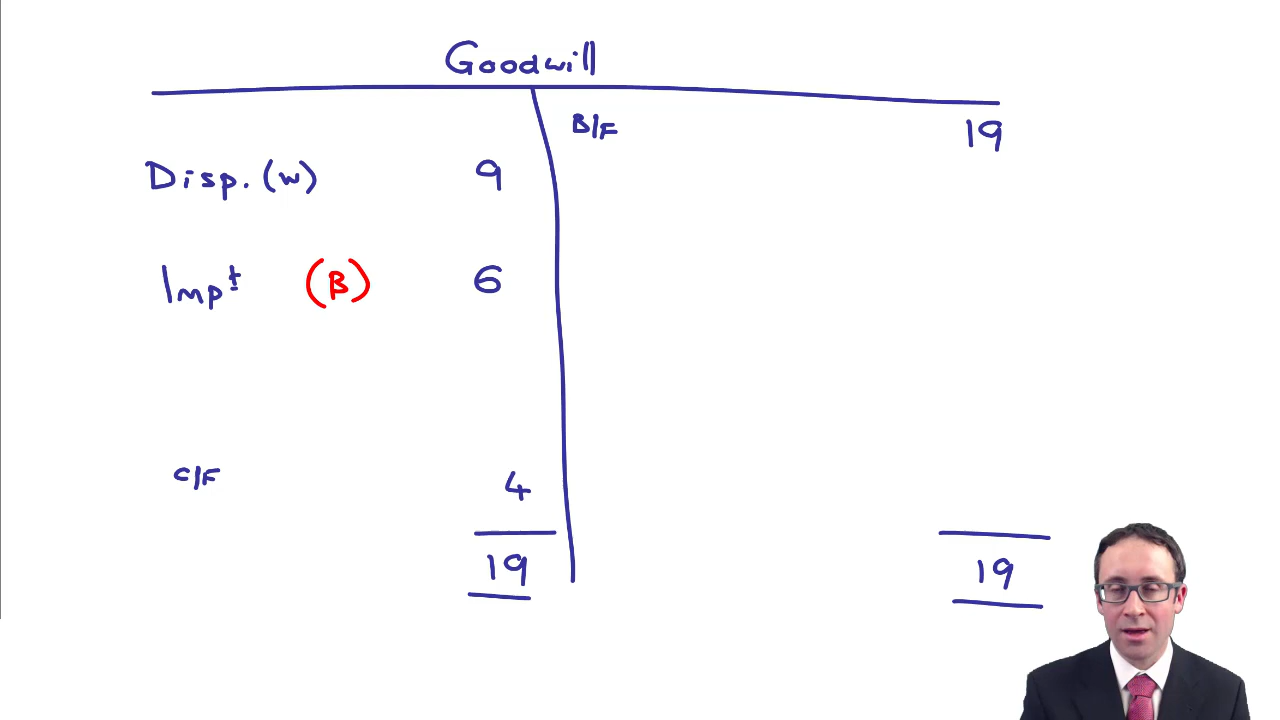 Goodwill
B/F 19
Disp. (W) 9
Impt (B) 6
C/F 4
19 19